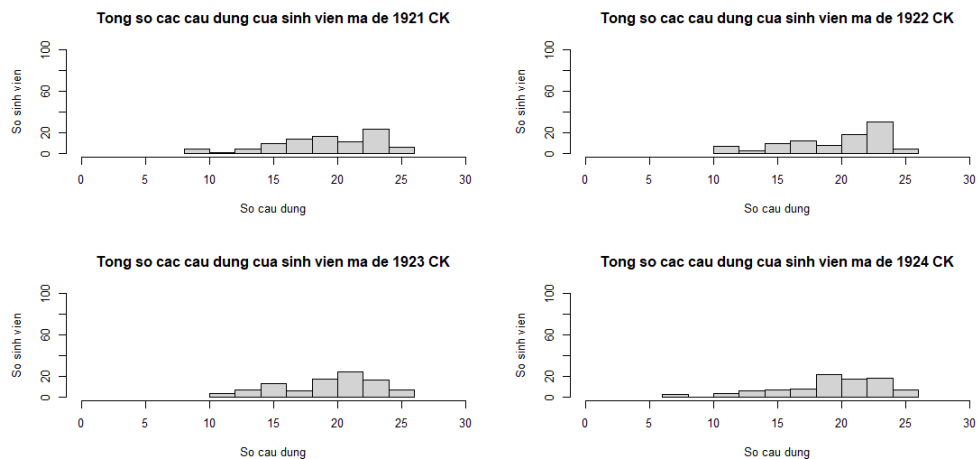 Tong so cac cau dung cua sinh vien ma de 1921 CK
So sinh vien
100
60
20
0
0 5 10 15 20 25 30
So cau dung
Tong so cac cau dung cua sinh vien ma de 1922 CK
So sinh vien
100
60
20
0
0 5 10 15 20 25 30
So cau dung
Tong so cac cau dung cua sinh vien ma de 1923 CK
So sinh vien
100
60
20
0
0 5 10 15 20 25 30
So cau dung
Tong so cac cau dung cua sinh vien ma de 1924 CK
So sinh vien
100
60
20
0
0 5 10 15 20 25 30
So cau dung